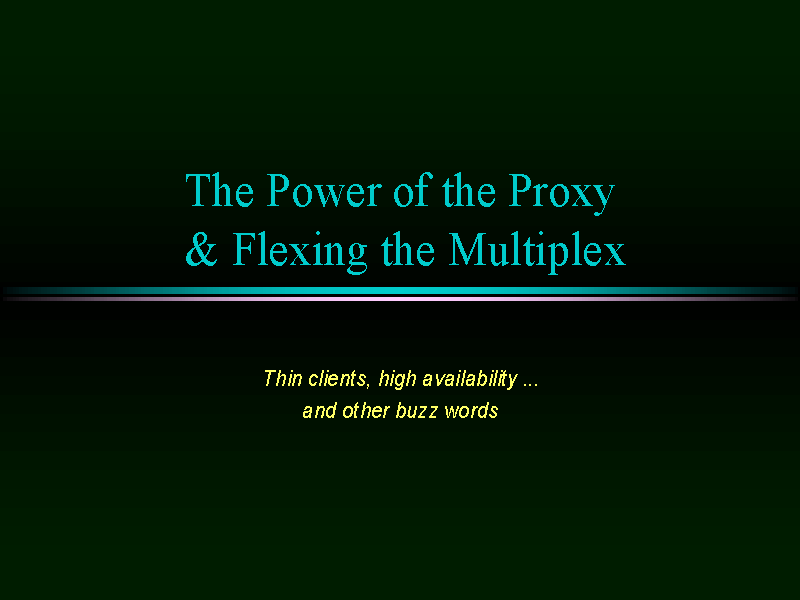 The Power of the Proxy
& Flexing the Multiplex
Thin clients, high availability ...
and other buzz words